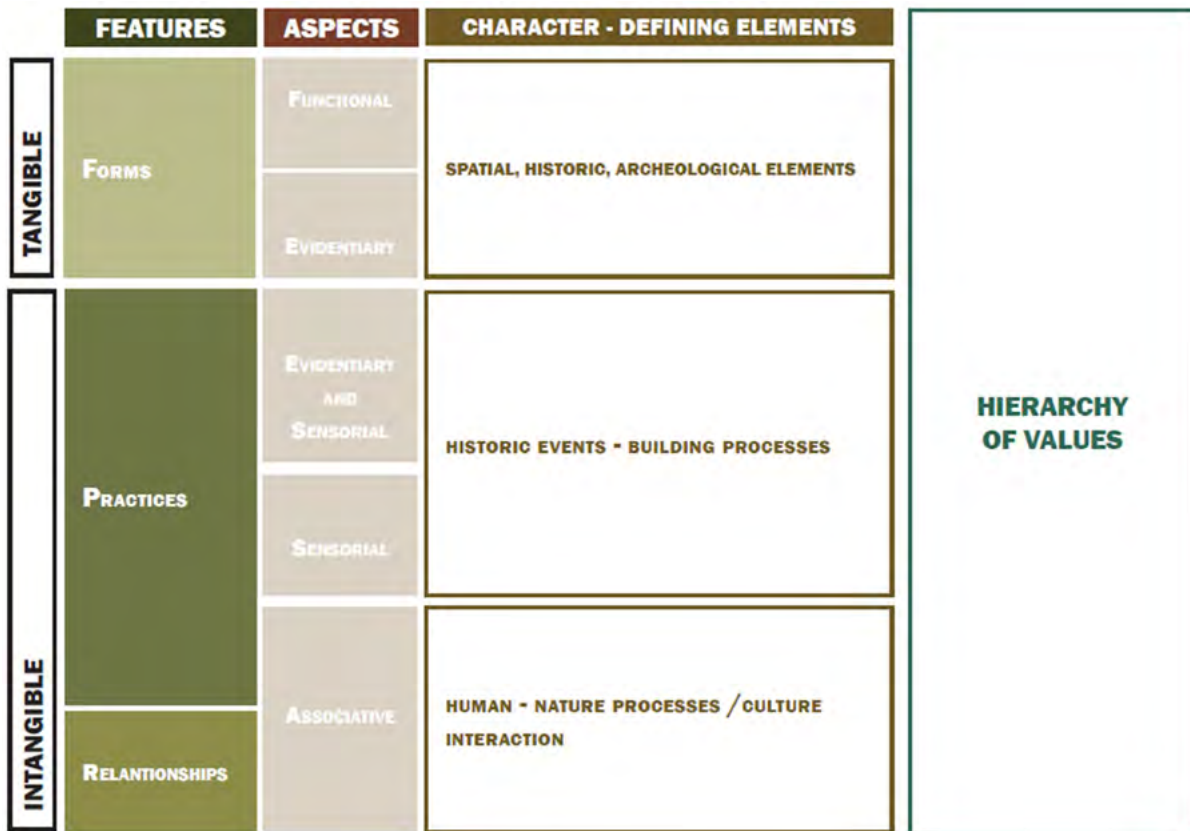 FEATURES
ASPECTS
CHARACTER - DEFINING ELEMENTS
TANGIBLE
FORMS
FUNCTIONAL
EVIDENTIARY
SPATIAL, HISTORIC, ARCHEOLOGICAL ELEMENTS
INTANGIBLE
PRACTICES
EVIDENTIARY
AND
SENSORIAL
SENSORIAL
HISTORIC EVENTS - BUILDING PROCESSES
RELANTIONSHIPS
ASSOCIATIVE
HUMAN - NATURE PROCESSES / CULTURE
INTERACTION
HIERARCHY
OF VALUES